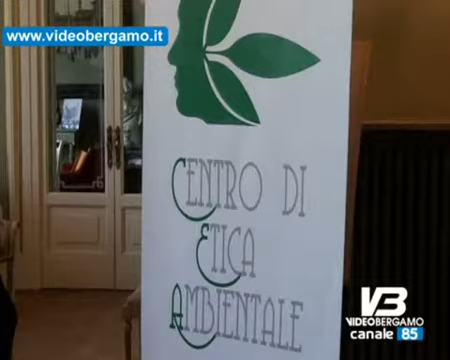 www.videobergamo.it
CENTRO DI
ETICA
AMBIENTALE
VB
VIDEOBERGAMO
canale 85